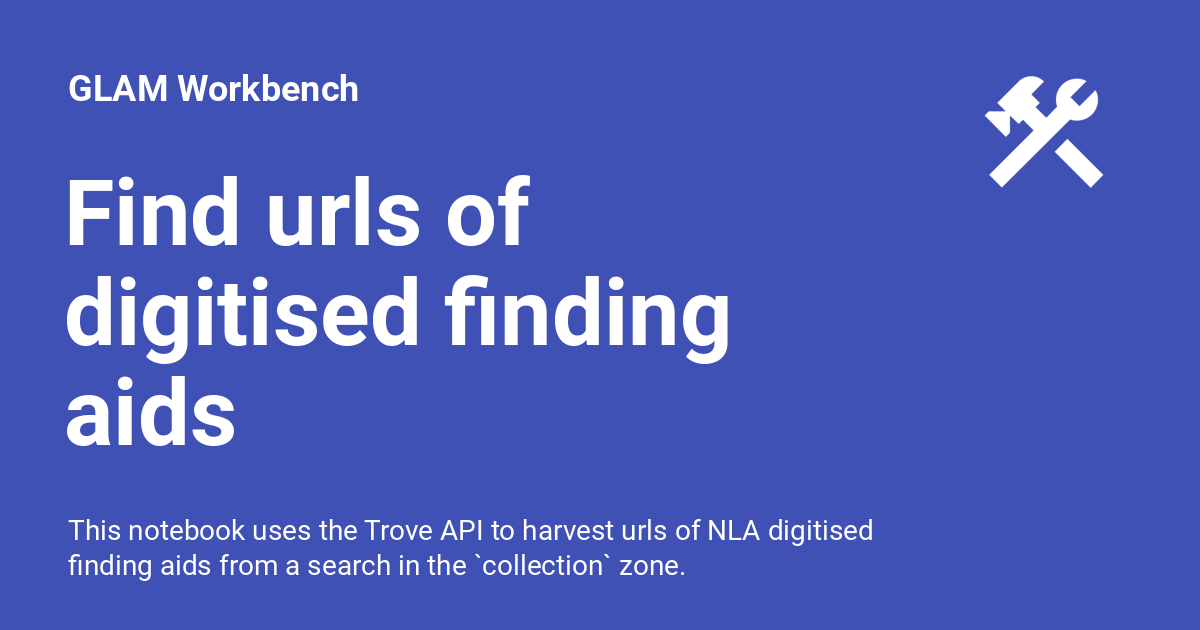 GLAM Workbench
Find urls of
digitised finding
aids
This notebook uses the Trove API to harvest urls of NLA digitised
finding aids from a search in the `collection` zone.